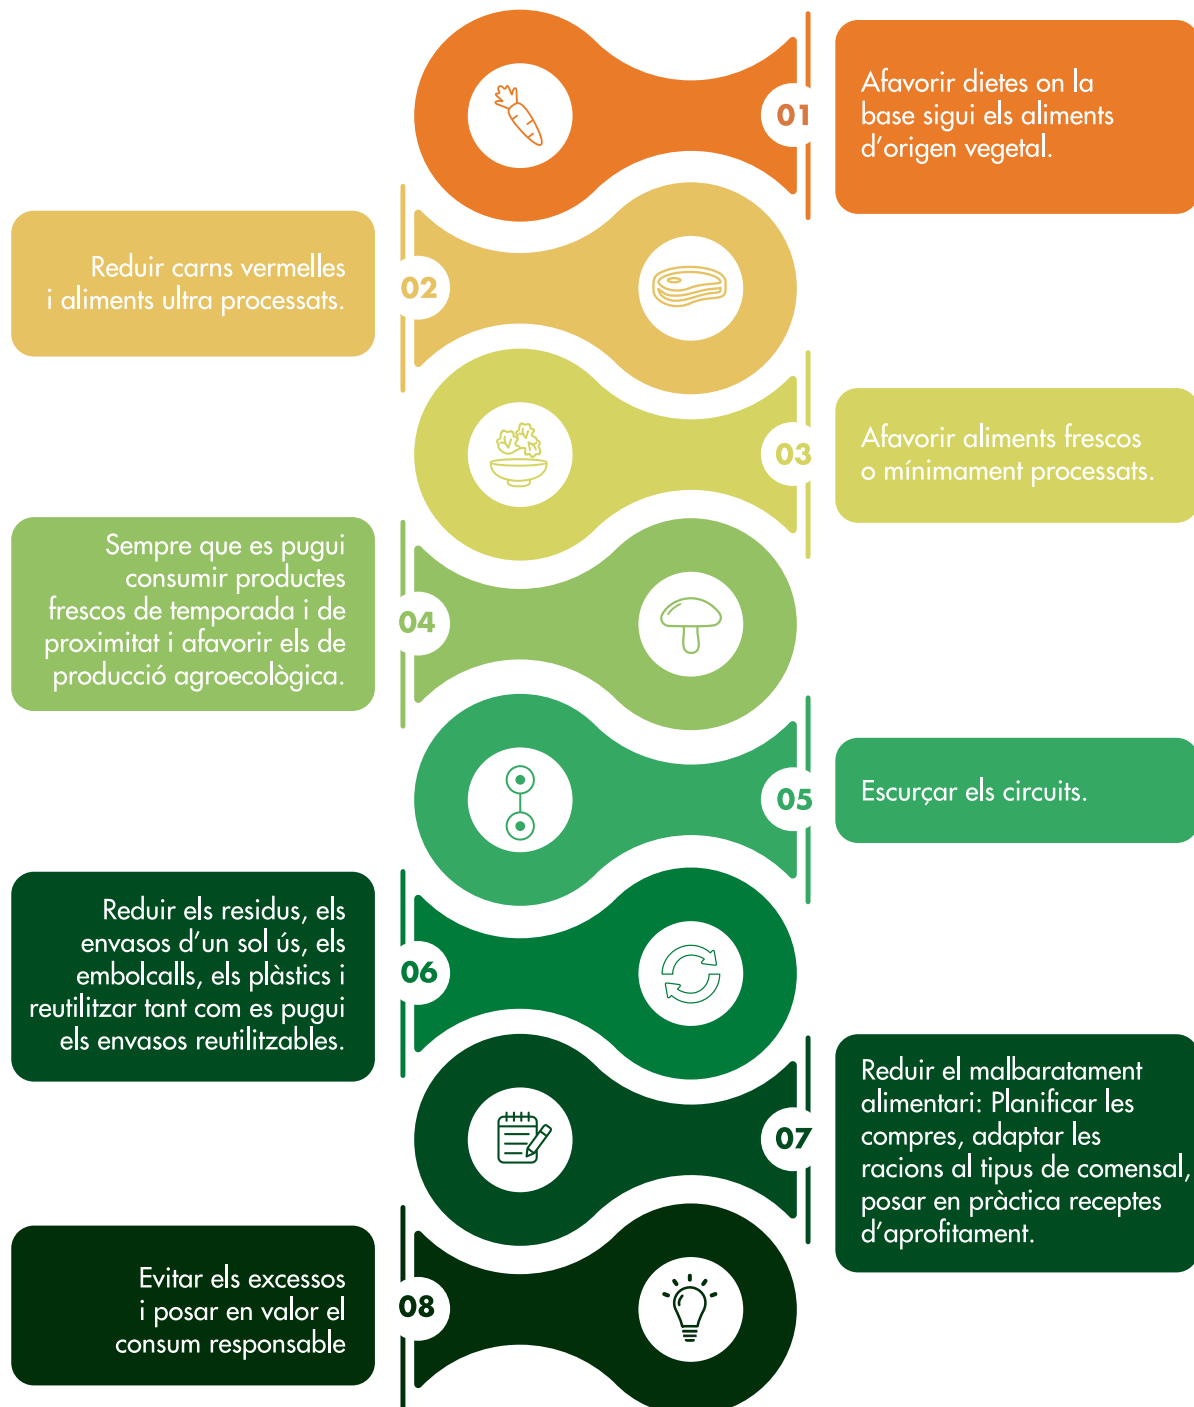 01
Afavorir dietes on la
base sigui els aliments
d’origen vegetal.
02
Reduir carns vermelles
i aliments ultra processats.
03
Afavorir aliments frescos
o mínimament processats.
04
Sempre que es pugui
consumir productes
frescos de temporada i de
proximitat i afavorir els de
producció agroecològica.
05
Escurçar els circuits.
06
Reduir els residus, els
envasos d’un sol ús, els
embolcalls, els plàstics i
reutilitzar tant com es pugui
els envasos reutilitzables.
07
Reduir el malbaratament
alimentari: Planificar les
compres, adaptar les
racions al tipus de comensal,
posar en pràctica receptes
d’aprofitament.
08
Evitar els excessos
i posar en valor el
consum responsable